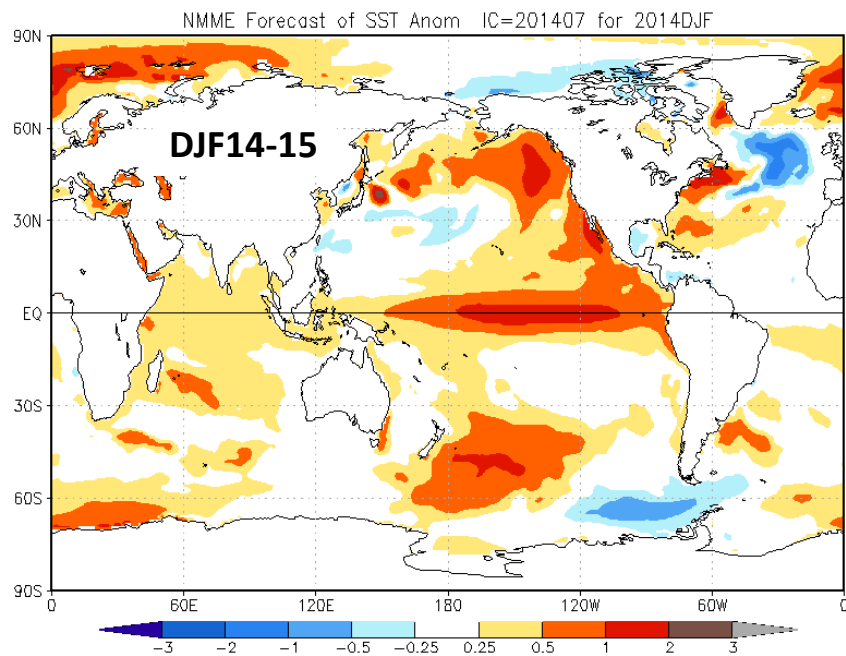 NMME Forecast of SST Anom IC=201407 for 2014DJF
90N
60N
DJF14-15
30N
EQ
30S
60S
90S
0 60E 120E 180 120W 60W 0
-3 -2 -1 -0.5 -0.25 0.25 0.5 1 2 3